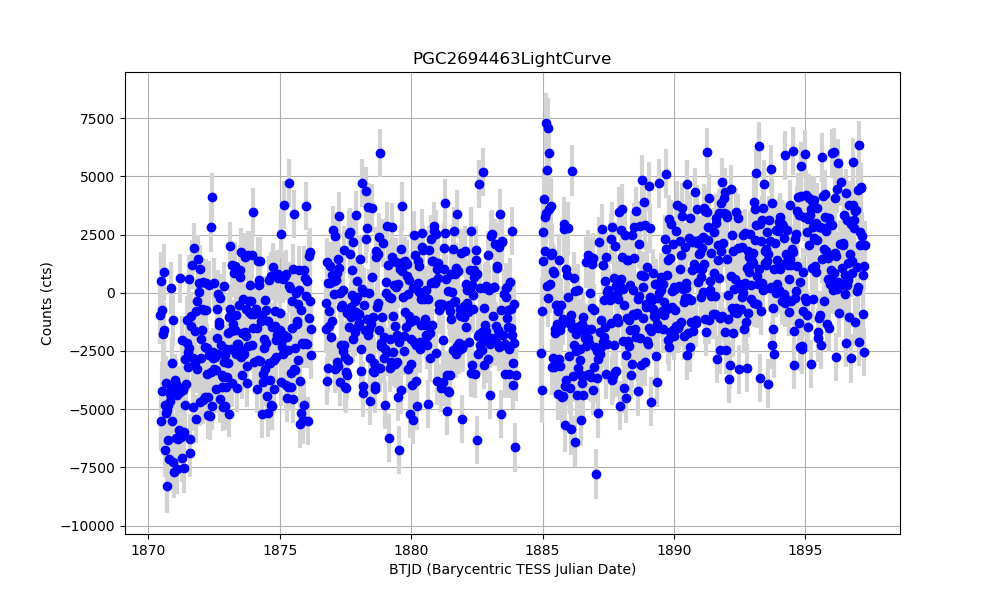 PGC2694463LightCurve
7500
5000
2500
0
−2500
−5000
−7500
−10000
Counts (cts)
1870 1875 1880 1885 1890 1895
BTJD (Barycentric TESS Julian Date)